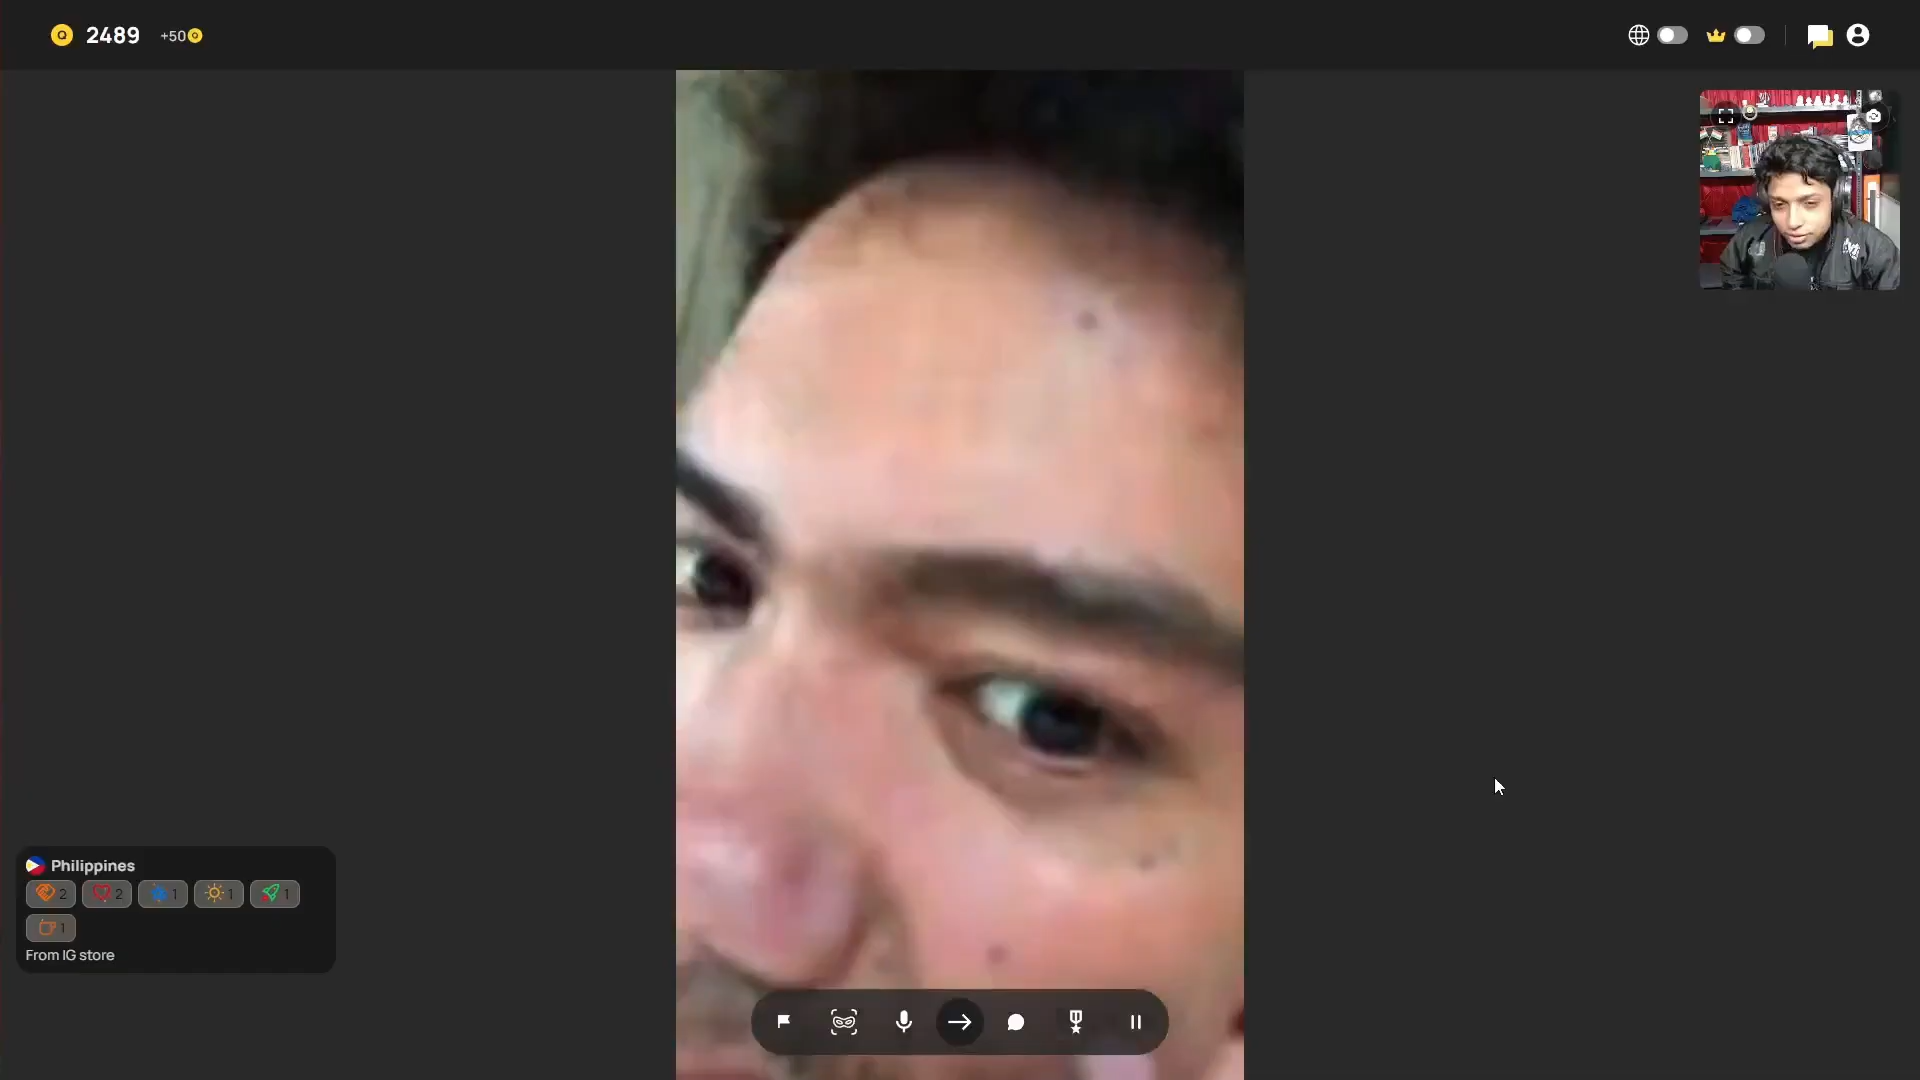 Q 2489 +50 Q
Philippines
2 2 1 1 1
1
From IG store